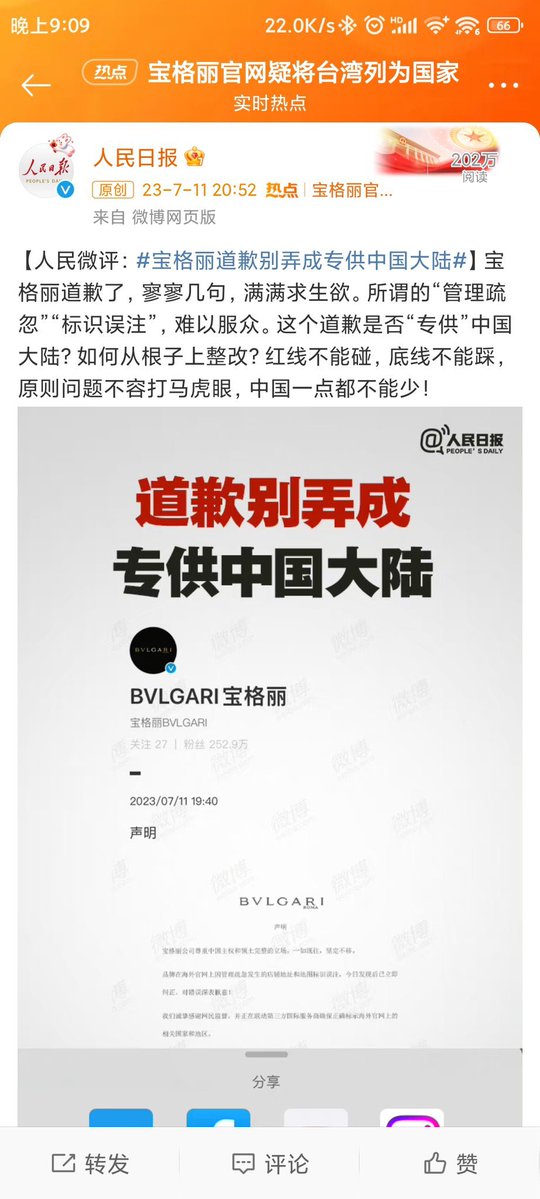 晚上9:09
22.0K/s
HD
66
热点
宝格丽官网疑将台湾列为国家
实时热点
人民日报
PEOPLE'S DAILY
人民日报
202万
阅读
原创 23-7-11 20:52 热点 宝格丽官...
来自 微博网页版
【人民微评：#宝格丽道歉别弄成专供中国大陆#】宝
格丽道歉了，寥寥几句，满满求生欲。所谓的“管理疏
忽”“标识误注”，难以服众。这个道歉是否“专供”中国
大陆？如何从根子上整改？红线不能碰，底线不能踩，
原则问题不容打马虎眼，中国一点都不能少！
@人民日报
PEOPLE'S DAILY
道歉别弄成
专供中国大陆
BVLGARI
BVLGARI宝格丽
宝格丽BVLGARI
关注 27 | 粉丝 252.9万
2023/07/11 19:40
声明
BVLGARI
ROMA
声明
宝格丽公司尊重中国主权和领土完整的立场，一如既往，坚定不移。
品牌在海外官网上因管理疏忽发生的店铺地址和地图标识误注，今日发现后已立即
纠正。对错误深表歉意！
我们诚挚感谢网民监督，并正在联动第三方国际服务商确保正确标示海外官网上的
相关国家和地区。
分享
转发
评论
赞